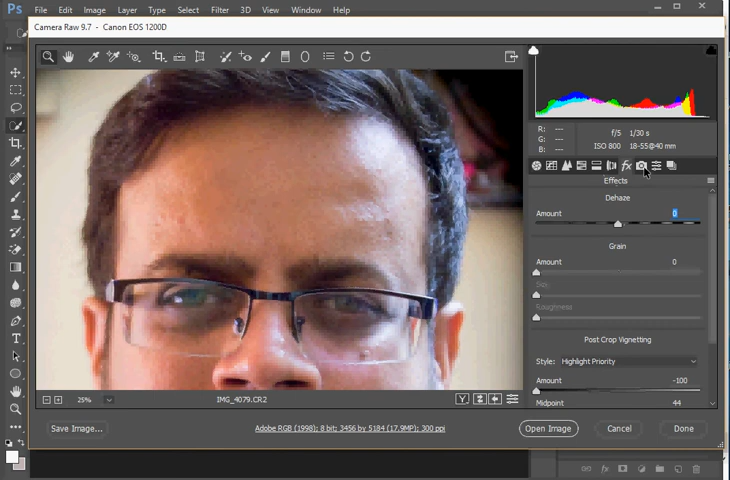 Ps File Edit Image Layer Type Select Filter 3D View Window Help
Camera Raw 9.7 - Canon EOS 1200D
R: ---
G: ---
B: ---
f/5 1/30 s
ISO 800 18-55@40 mm
fx
Effects
Dehaze
Amount 0
Grain
Amount 0
Size
Roughness
Post Crop Vignetting
Style: Highlight Priority
Amount -100
Midpoint 44
25%
IMG_4079.CR2
Y
Save Image...
Adobe RGB (1998); 8 bit; 3456 by 5184 (17.9MP); 300 ppi
Open Image
Cancel
Done
fx